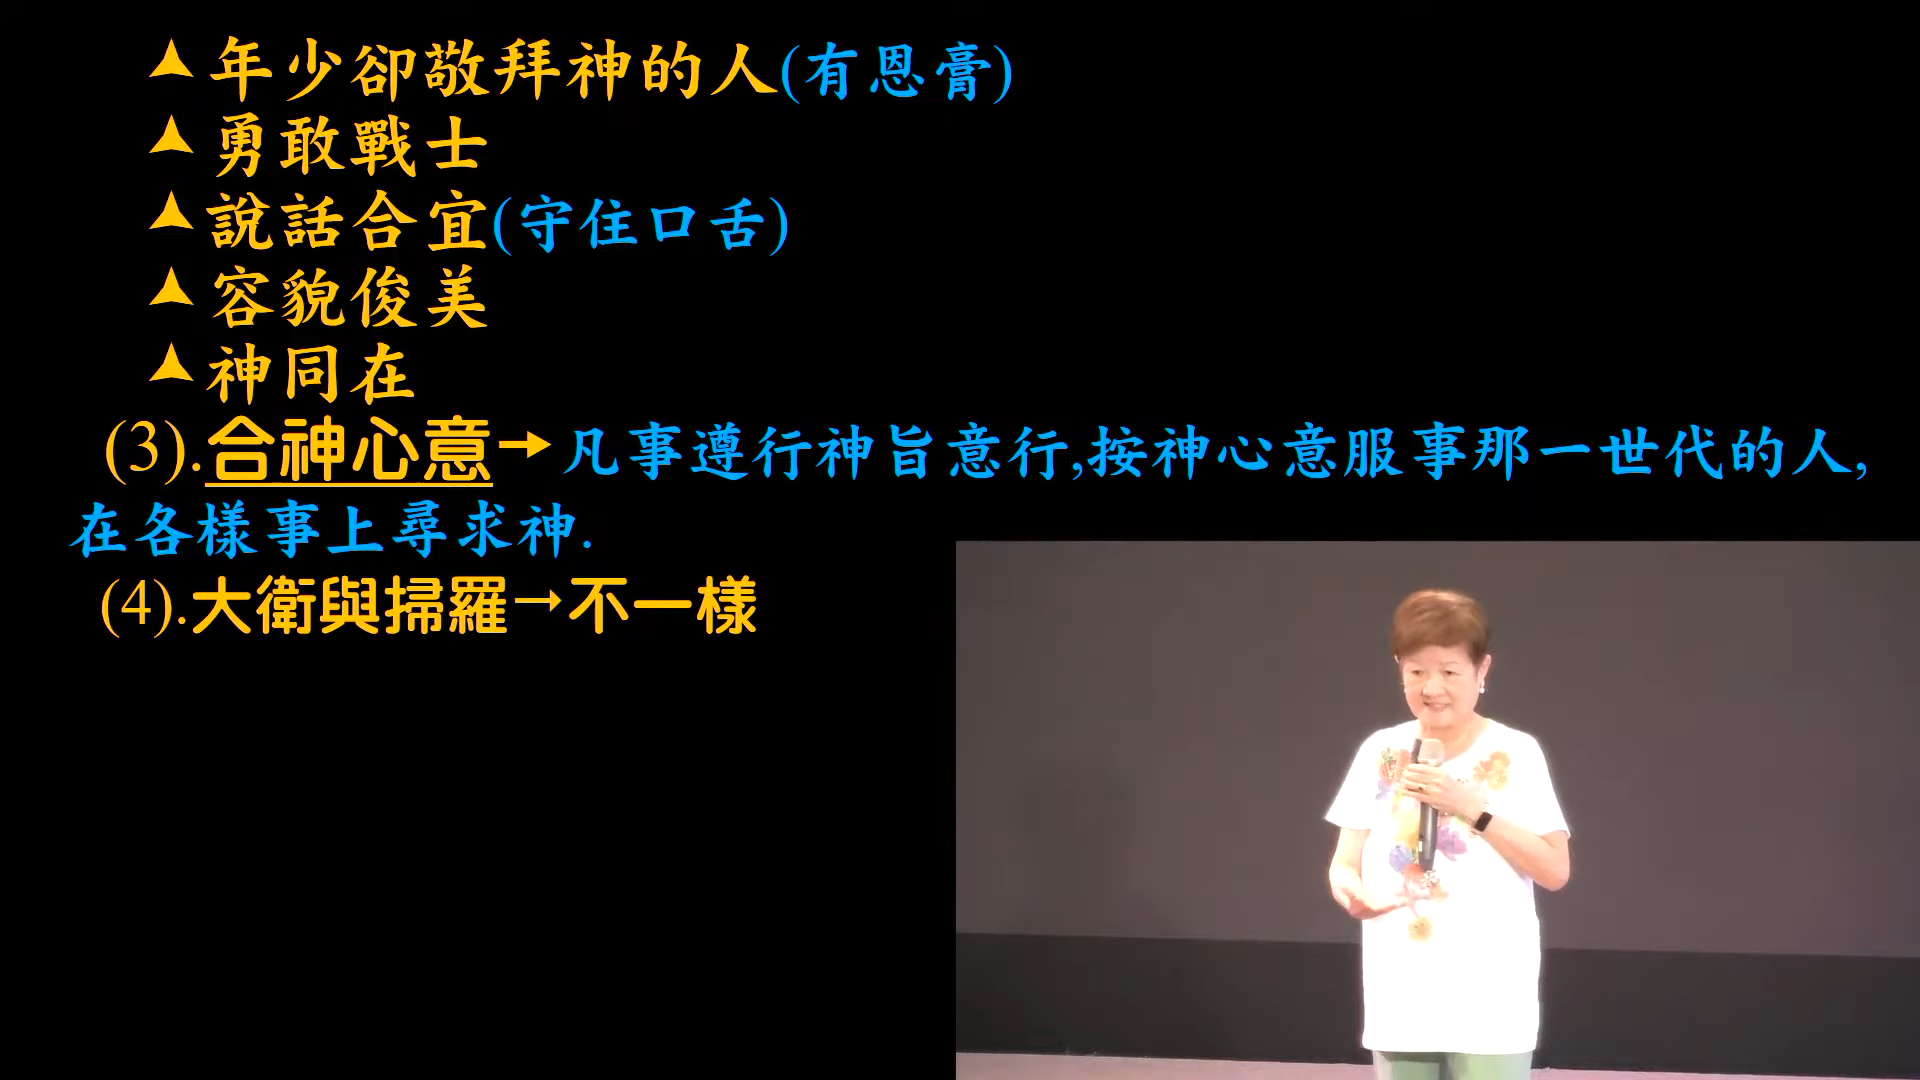 年少卻敬拜神的人(有恩膏)
勇敢戰士
說話合宜(守住口舌)
容貌俊美
神同在
(3).合神心意→凡事遵行神旨意行,按神心意服事那一世代的人,
在各樣事上尋求神.
(4).大衛與掃羅→不一樣